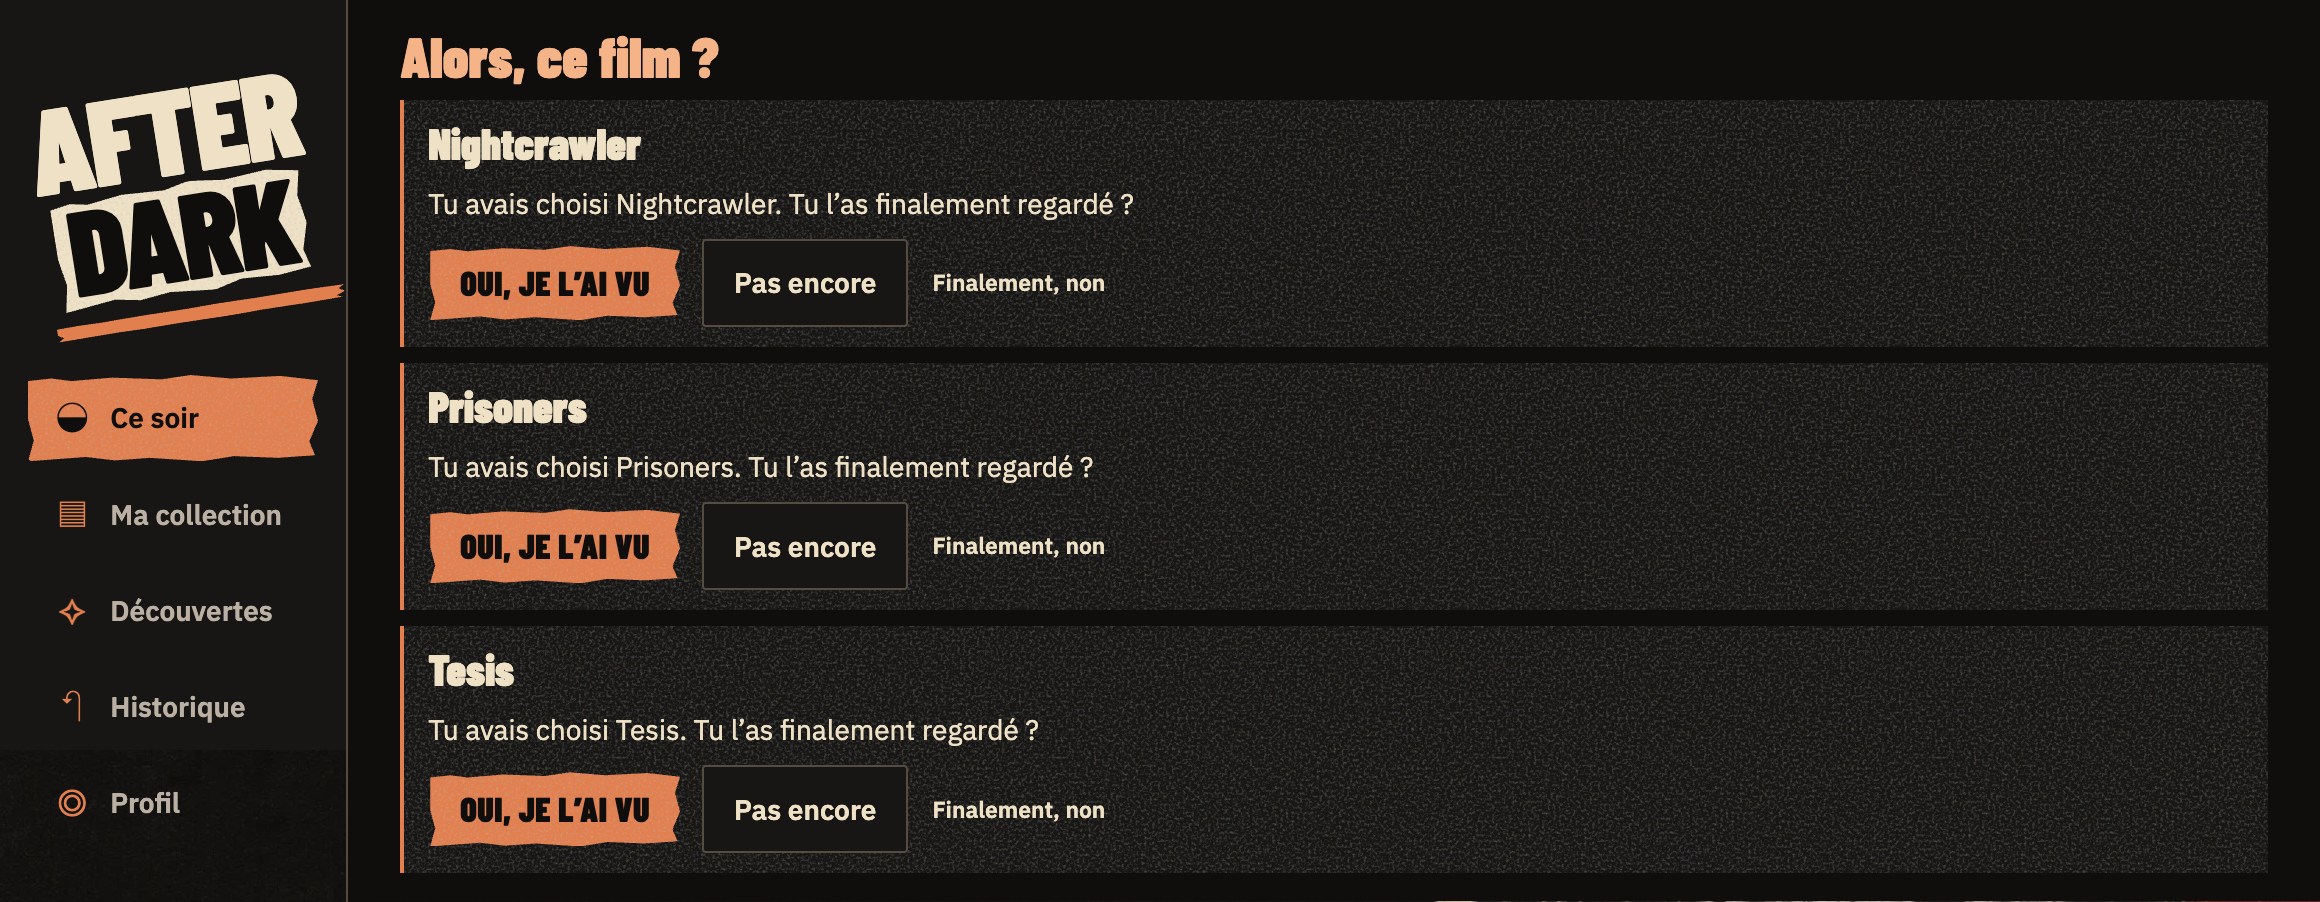 AFTER
DARK
Ce soir
Ma collection
Découvertes
Historique
Profil
Alors, ce film ?
Nightcrawler
Tu avais choisi Nightcrawler. Tu l’as finalement regardé ?
OUI, JE L’AI VU
Pas encore
Finalement, non
Prisoners
Tu avais choisi Prisoners. Tu l’as finalement regardé ?
OUI, JE L’AI VU
Pas encore
Finalement, non
Tesis
Tu avais choisi Tesis. Tu l’as finalement regardé ?
OUI, JE L’AI VU
Pas encore
Finalement, non